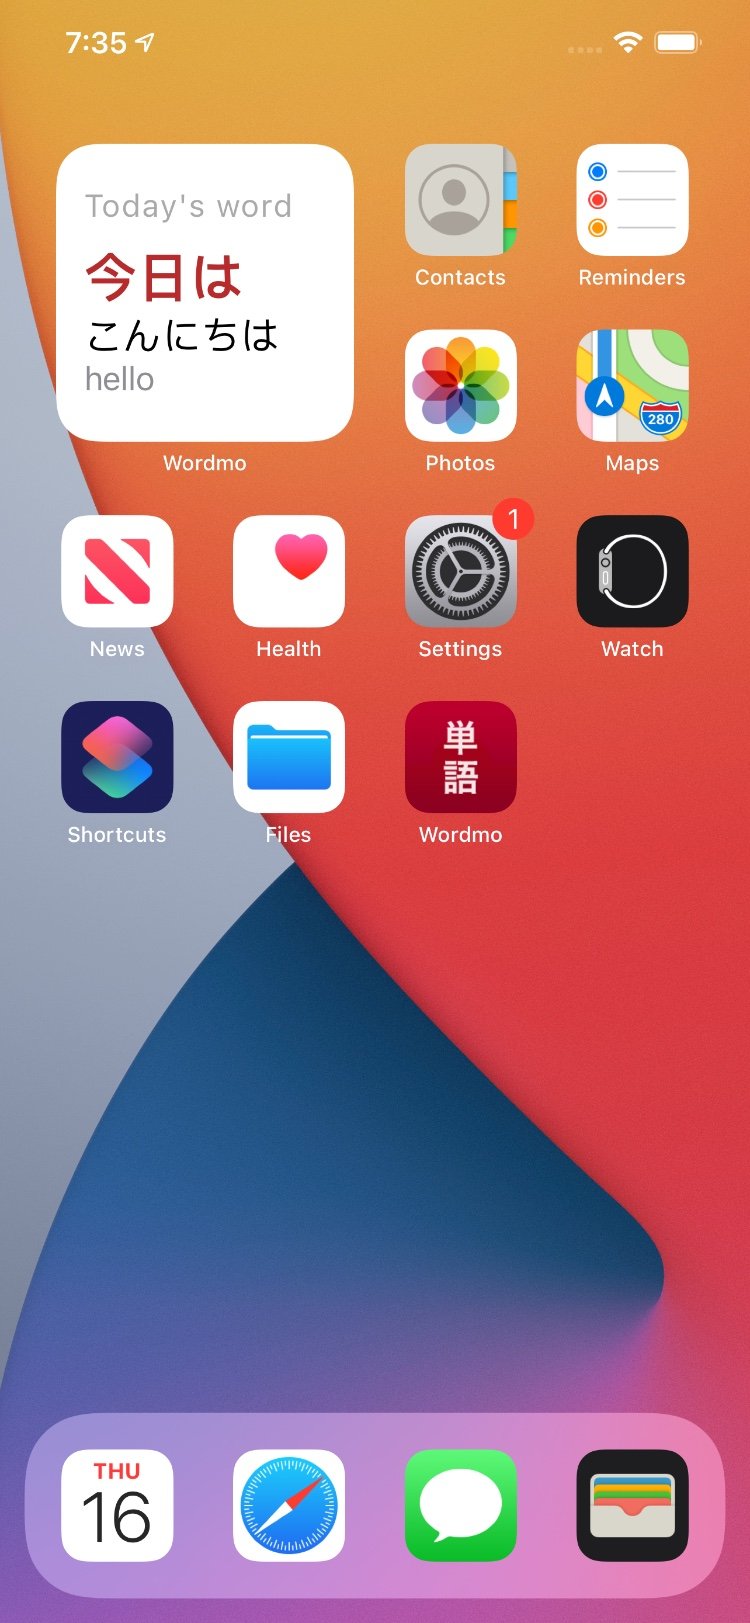 7:35
Today's word
今日は
こんにちは
hello
Wordmo
Contacts
Reminders
Photos
280
Maps
News
1
Health
Settings
Watch
Shortcuts
Files
単
語
Wordmo
THU
16